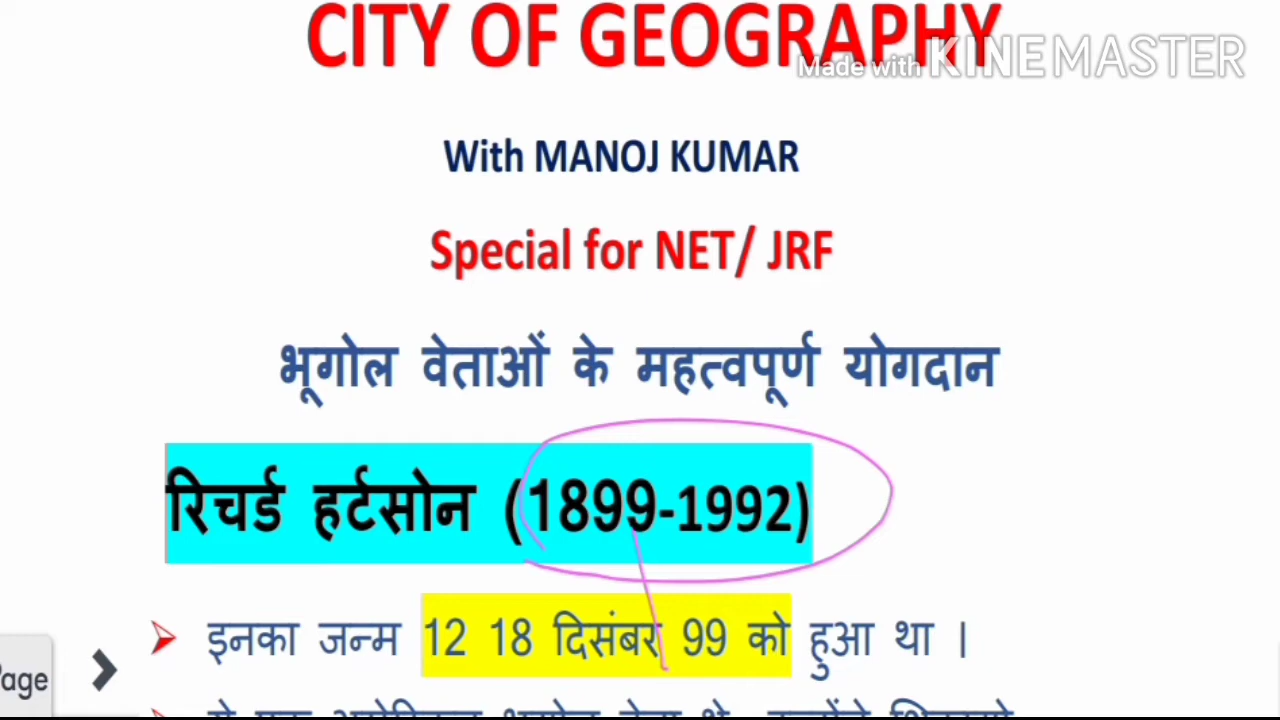 CITY OF GEOGRAPHY
Made with KINEMASTER
With MANOJ KUMAR
Special for NET/ JRF
भूगोल वेताओं के महत्वपूर्ण योगदान
रिचर्ड हर्टसोन (1899-1992)
इनका जन्म 12 18 दिसंबर 99 को हुआ था ।
Page